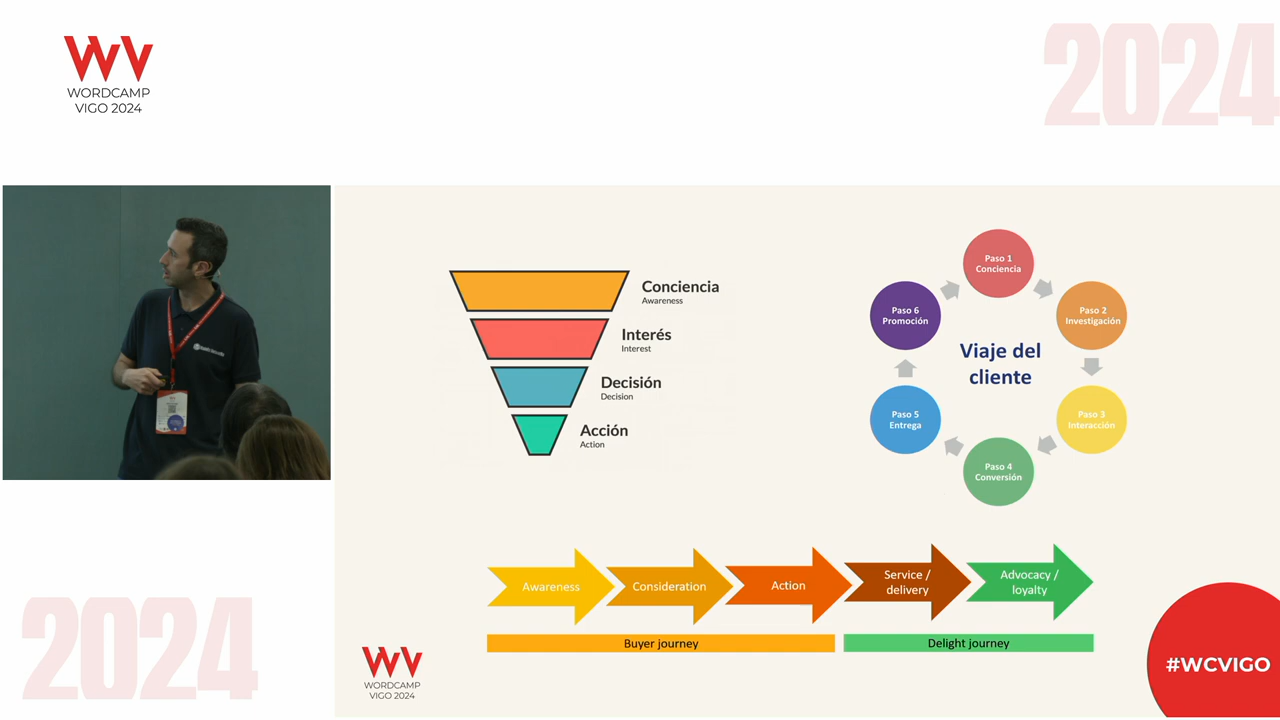 WORDCAMP
VIGO 2024
2024
Conciencia
Awareness
Interés
Interest
Decisión
Decision
Acción
Action
Paso 1
Conciencia
Paso 2
Investigación
Paso 3
Interacción
Paso 4
Conversión
Paso 5
Entrega
Paso 6
Promoción
Viaje del
cliente
Awareness
Consideration
Action
Service /
delivery
Advocacy /
loyalty
Buyer journey
Delight journey
2024
WORDCAMP
VIGO 2024
#WCVIGO